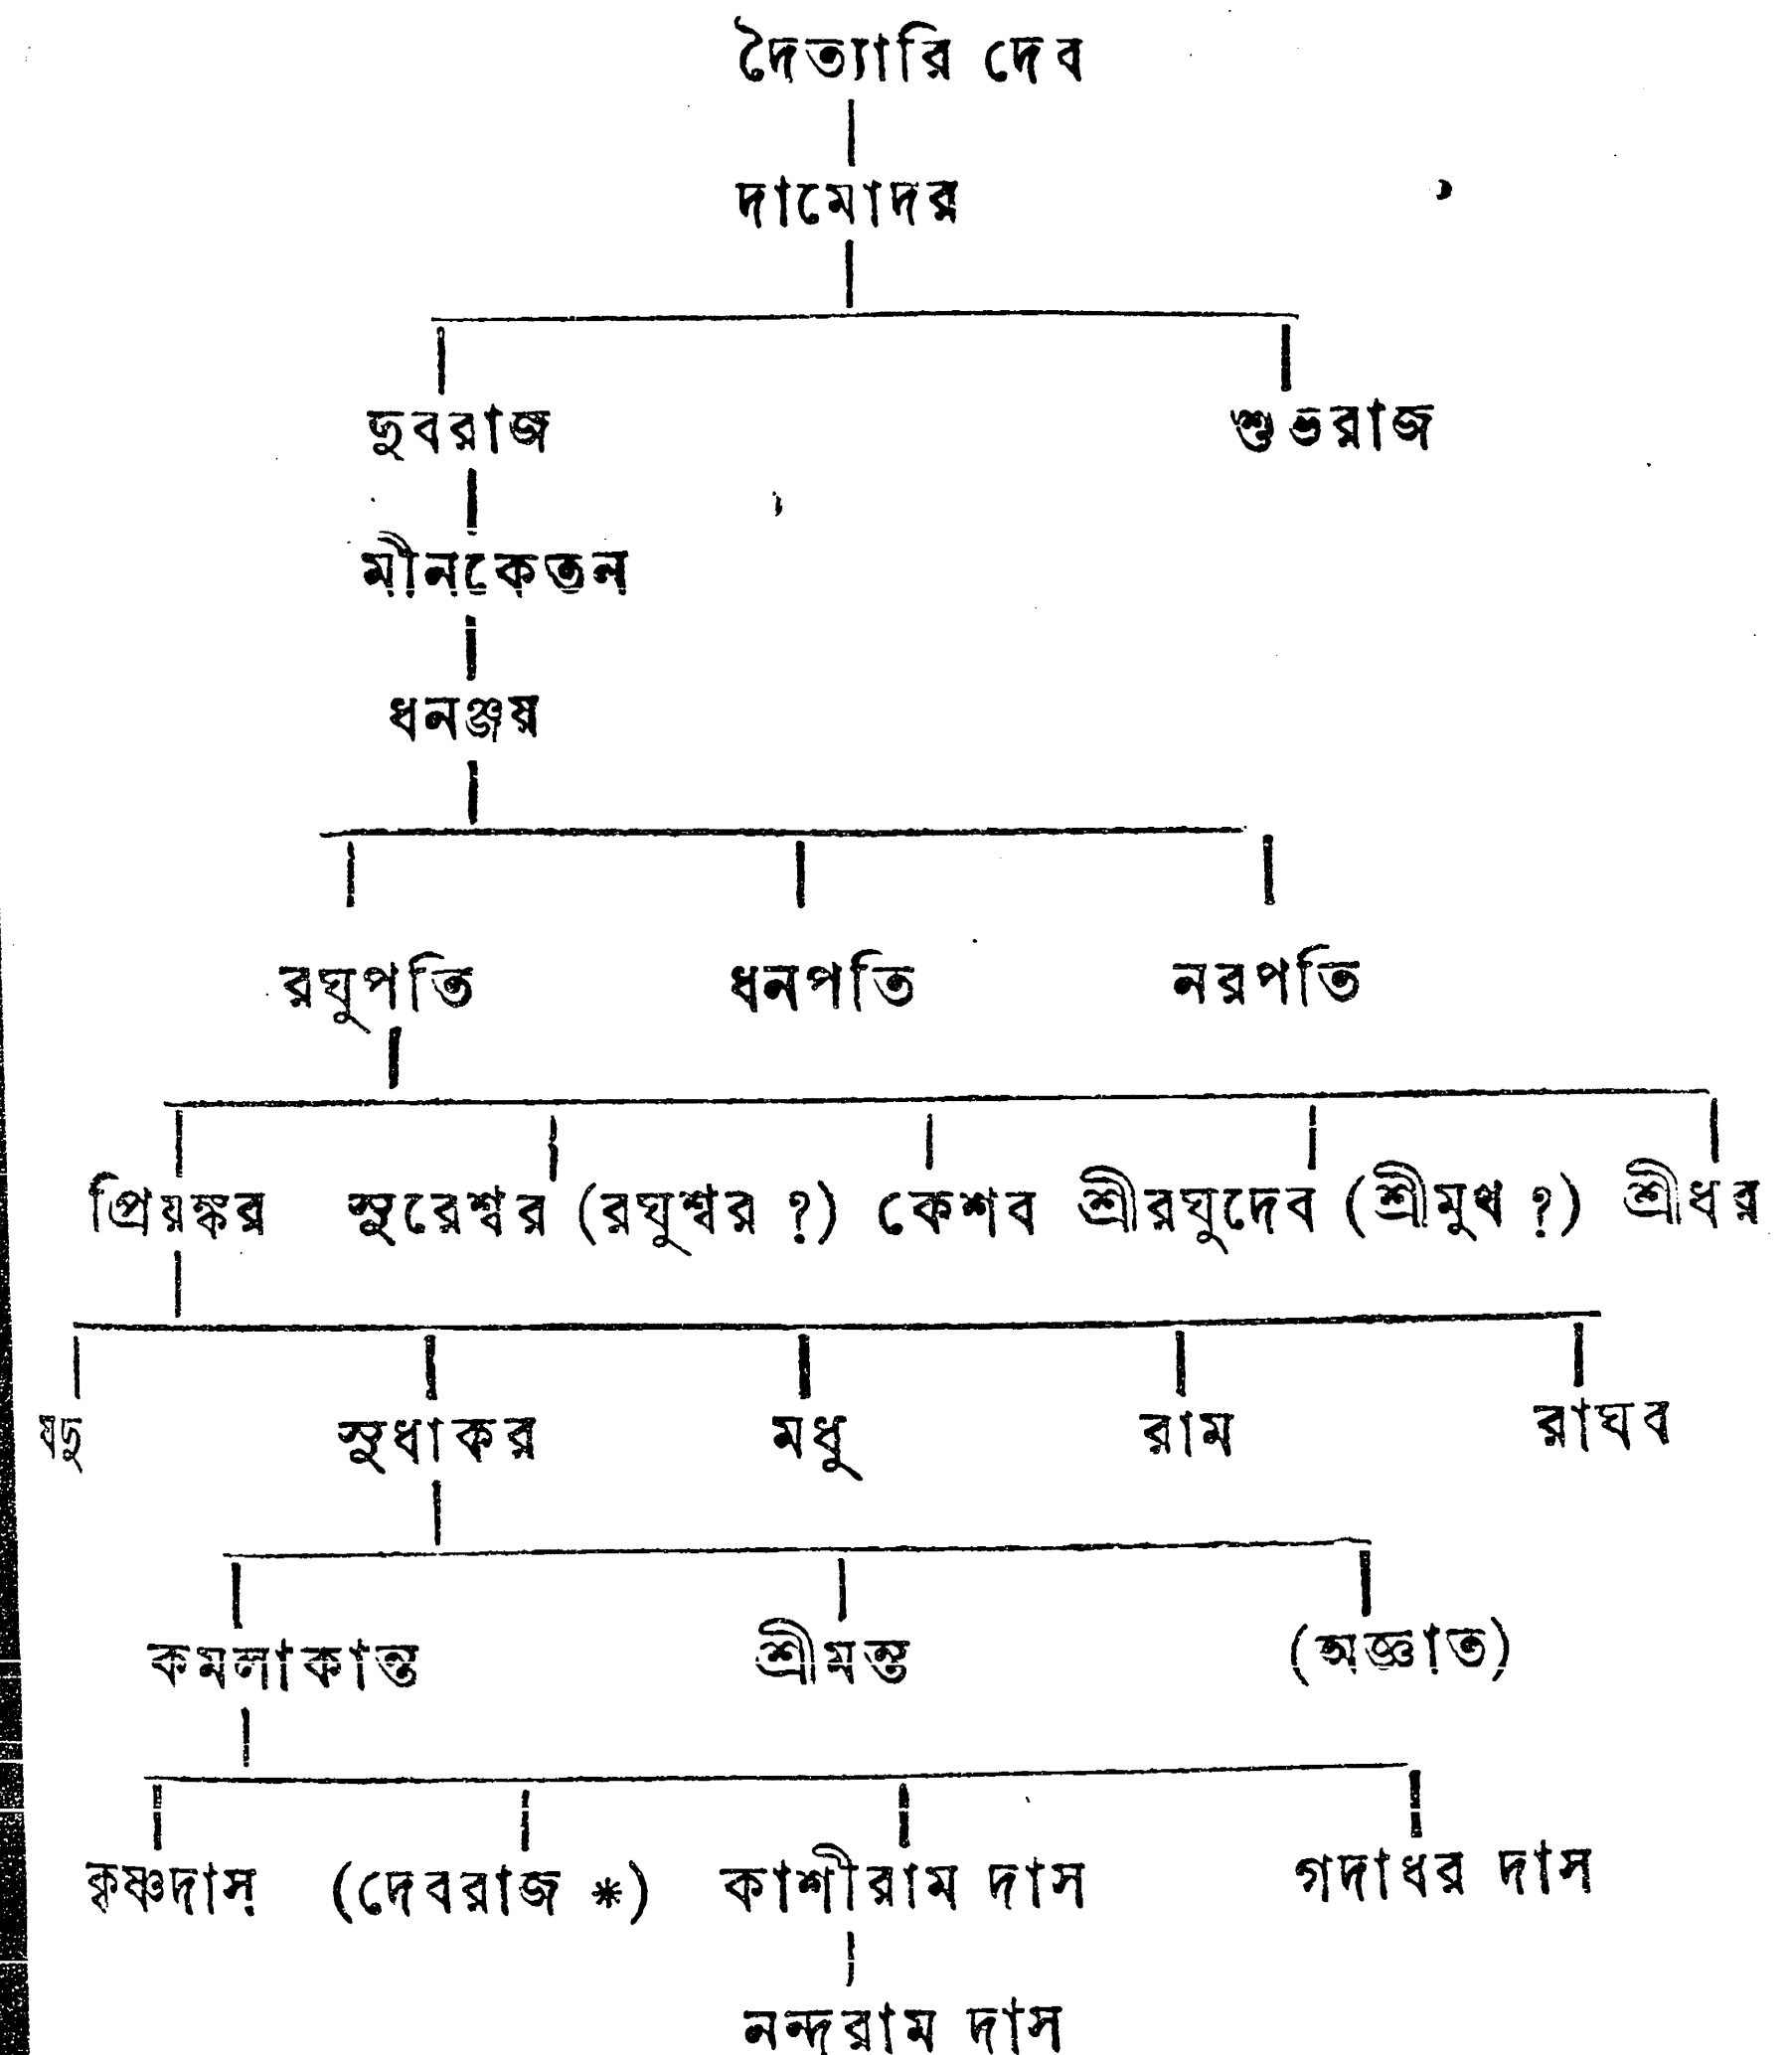 দৈত্যারি দেব
দামোদর
দুবরাজ শুভরাজ
মীনকেতন
ধনঞ্জয়
রঘুপতি ধনপতি নরপতি
প্রিয়ঙ্কর সুরেশ্বর (রঘুশ্বর ?) কেশব শ্রীরঘুদেব (শ্রীমুখ ?) শ্রীধর
যদু সুধাকর মধু রাম রাঘব
কমলাকান্ত শ্রীমন্ত (অজ্ঞাত)
কৃষ্ণদাস (দেবরাজ *) কাশীরাম দাস গদাধর দাস
নন্দরাম দাস